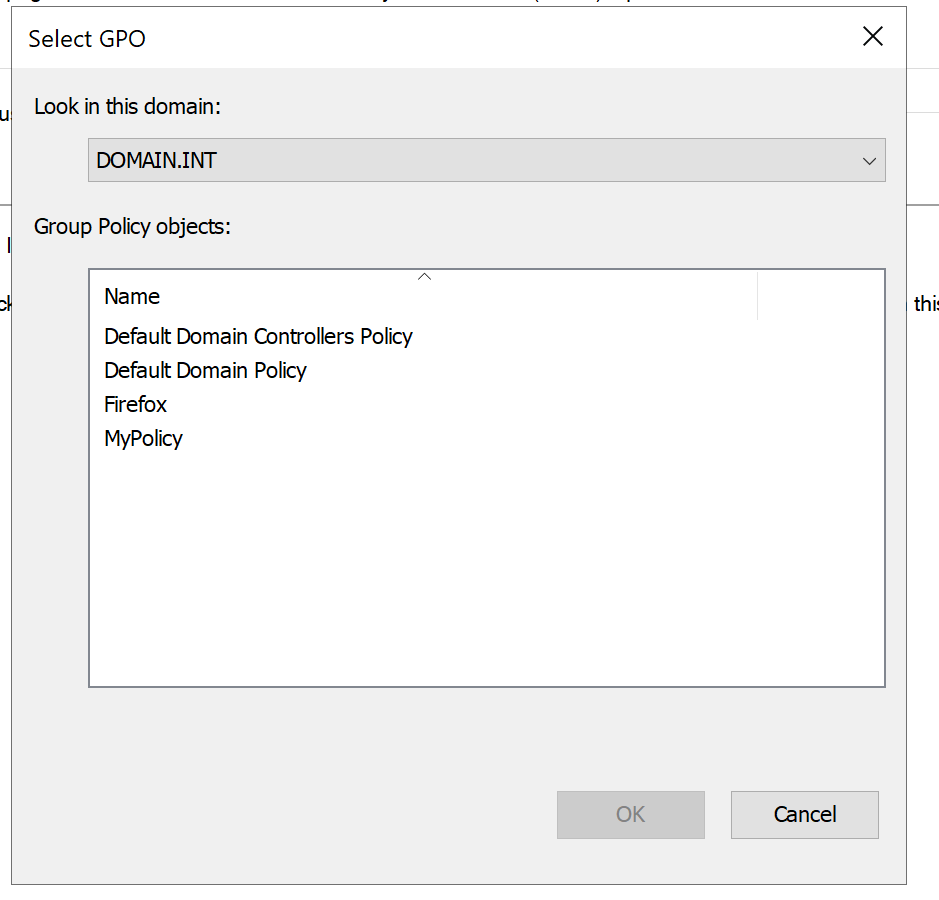 Select GPO
Look in this domain:
DOMAIN.INT
Group Policy objects:
Name
Default Domain Controllers Policy
Default Domain Policy
Firefox
MyPolicy
this
OK
Cancel